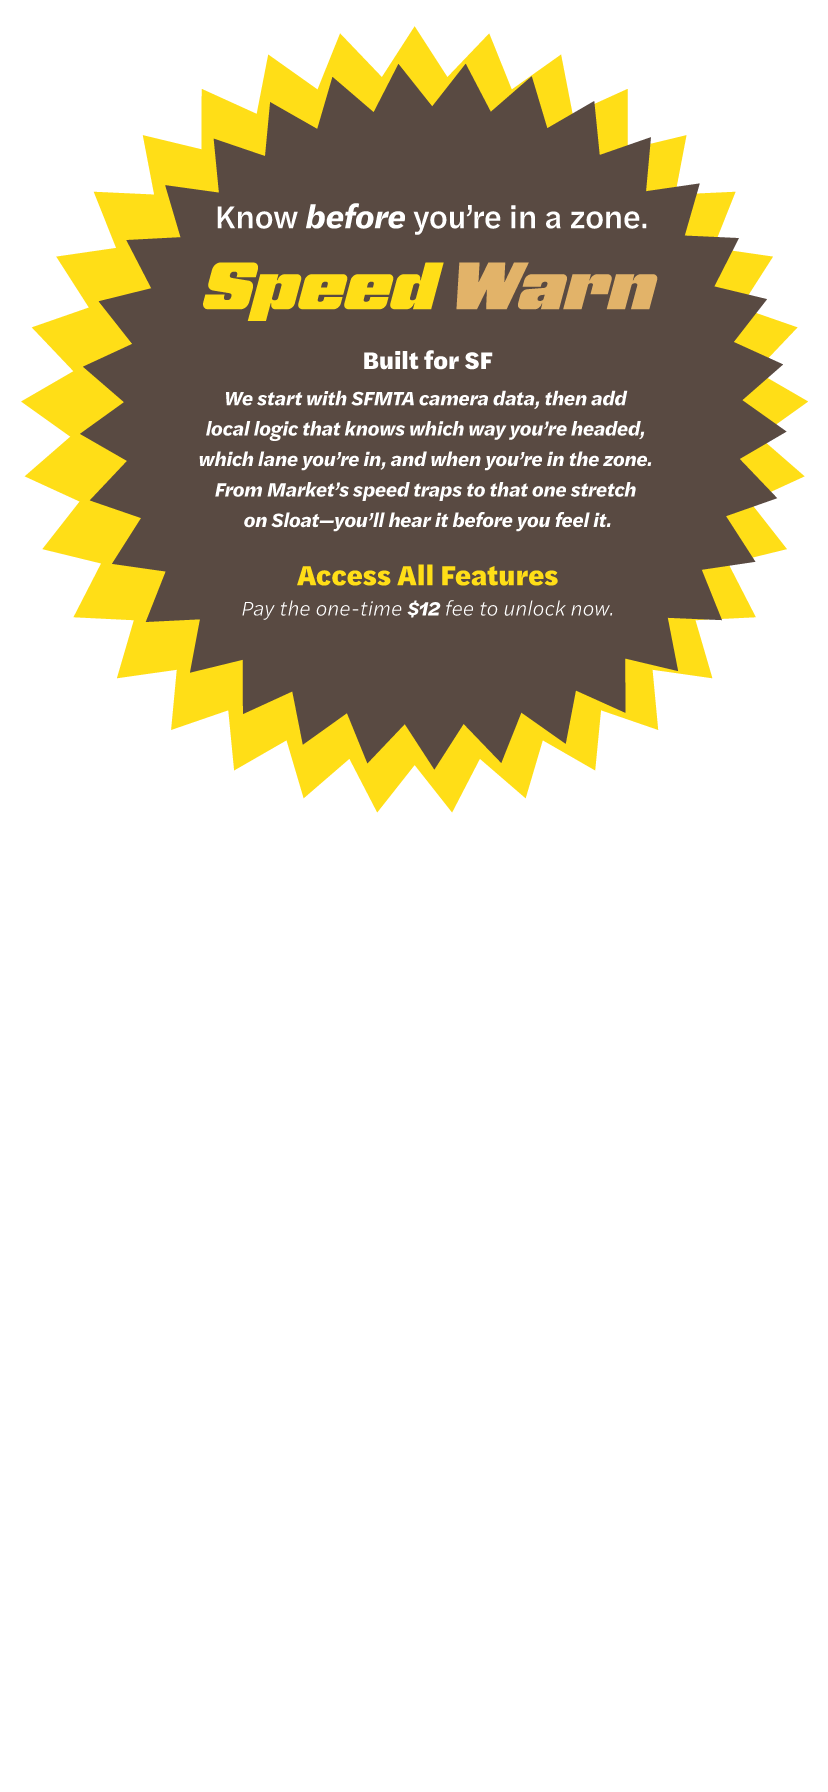 Know before you’re in a zone.
Speed Warn
Built for SF
We start with SFMTA camera data, then add
local logic that knows which way you’re headed,
which lane you’re in, and when you’re in the zone.
From Market’s speed traps to that one stretch
on Sloat—you’ll hear it before you feel it.
Access All Features
Pay the one-time $12 fee to unlock now.